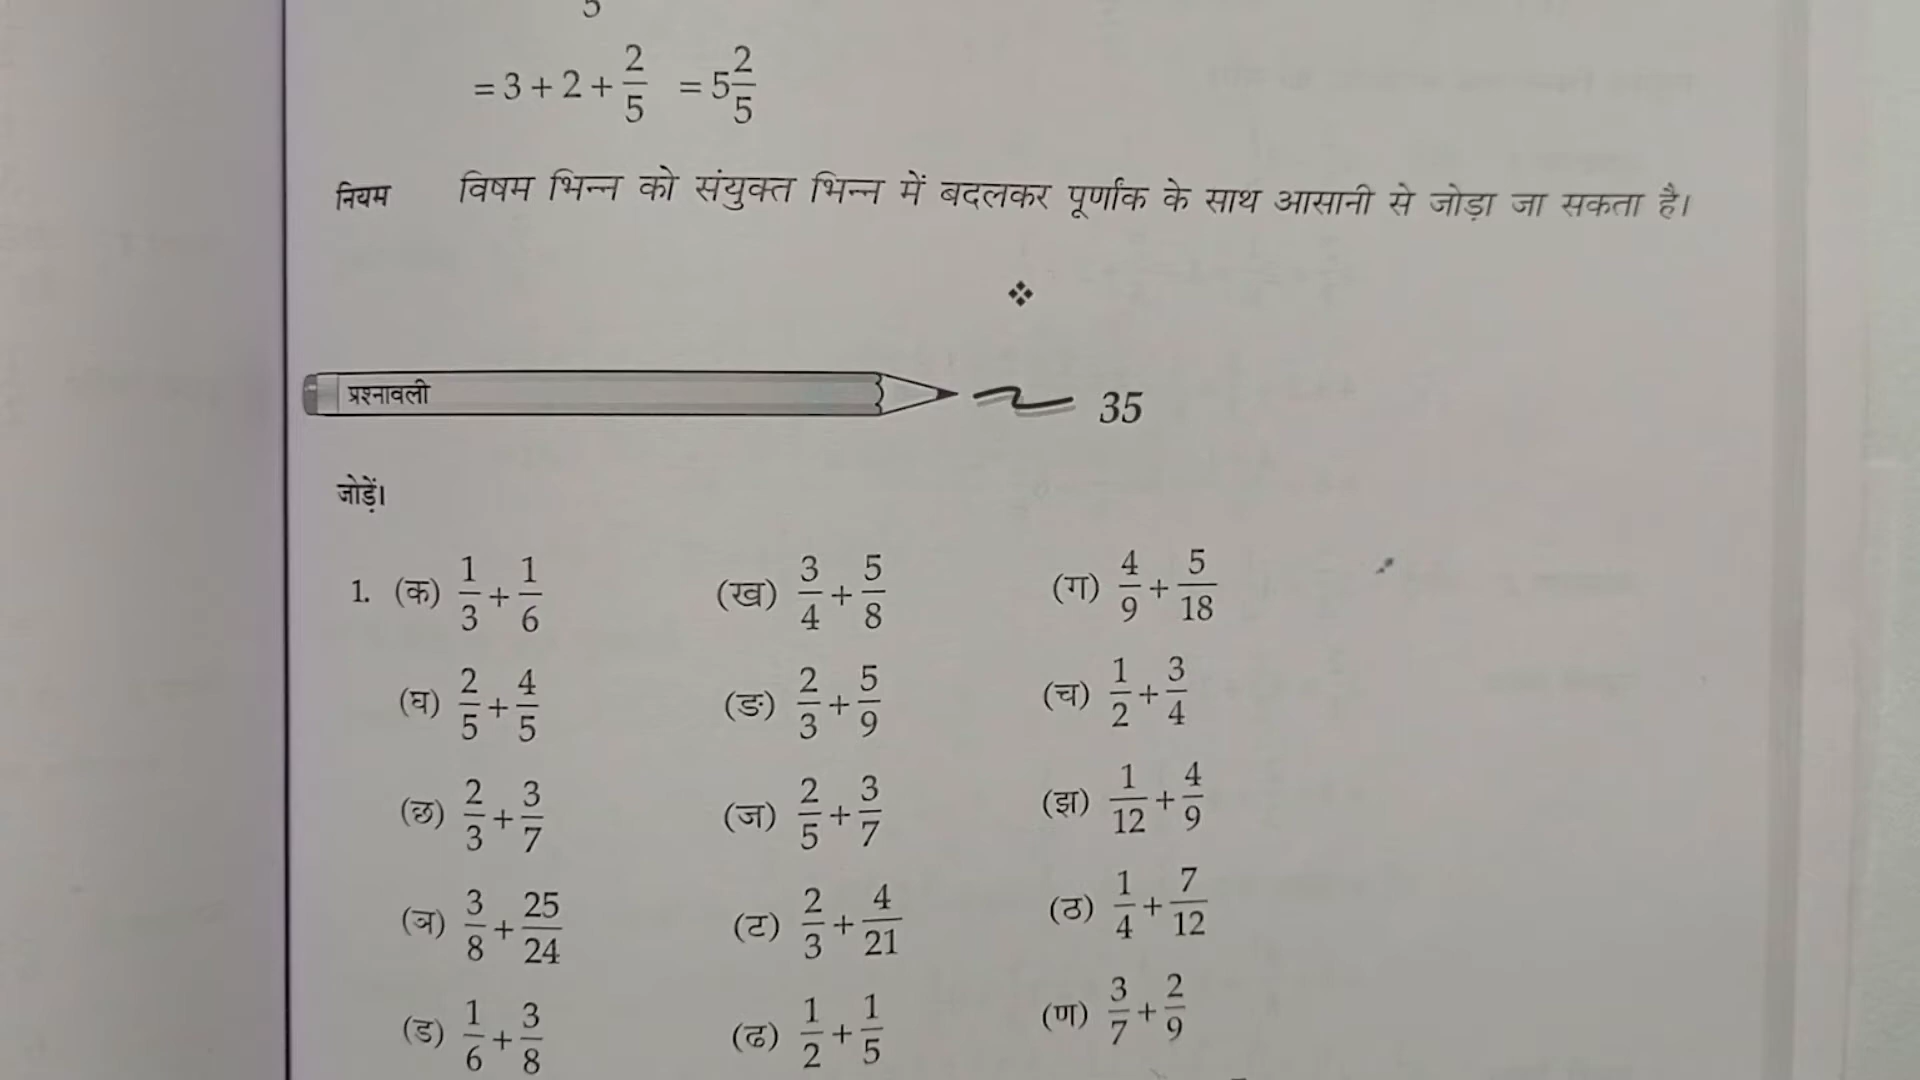 5
= 3 + 2 + 2/5 = 5 2/5
नियम विषम भिन्न को संयुक्त भिन्न में बदलकर पूर्णांक के साथ आसानी से जोड़ा जा सकता है।
प्रश्नावली 35
जोड़ें।
1. (क) 1/3 + 1/6 (ख) 3/4 + 5/8 (ग) 4/9 + 5/18
(घ) 2/5 + 4/5 (ङ) 2/3 + 5/9 (च) 1/2 + 3/4
(छ) 2/3 + 3/7 (ज) 2/5 + 3/7 (झ) 1/12 + 4/9
(ञ) 3/8 + 25/24 (ट) 2/3 + 4/21 (ठ) 1/4 + 7/12
(ड) 1/6 + 3/8 (ढ) 1/2 + 1/5 (ण) 3/7 + 2/9